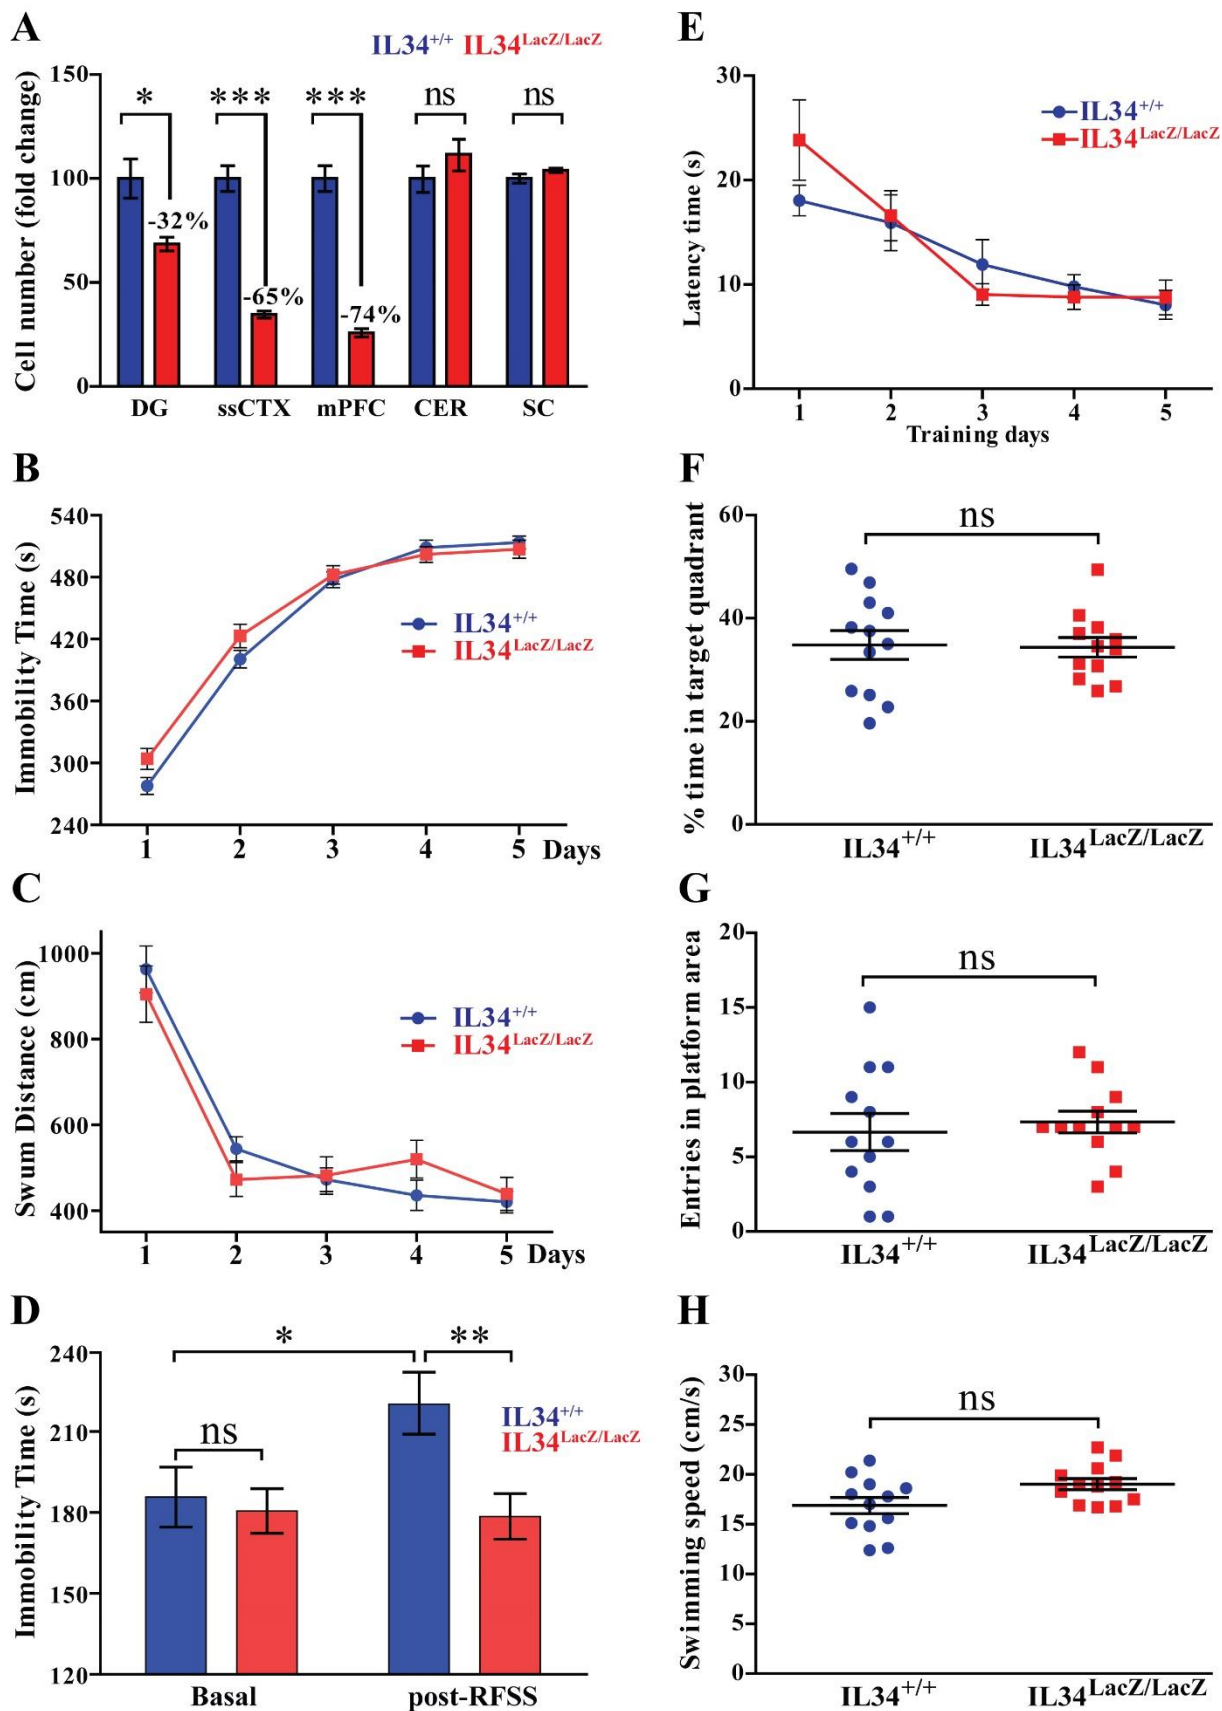 A
IL34+/+ IL34LacZ/LacZ
Cell number (fold change)
150
100
50
0
* *** *** ns ns
-32%
-65%
-74%
DG ssCTX mPFC CER SC
B
Immobility Time (s)
540
480
420
360
300
240
IL34+/+
IL34LacZ/LacZ
1 2 3 4 5 Days
C
Swum Distance (cm)
1000
800
600
400
IL34+/+
IL34LacZ/LacZ
1 2 3 4 5 Days
D
Immobility Time (s)
240
210
180
150
120
* **
ns
IL34+/+
IL34LacZ/LacZ
Basal post-RFSS
E
Latency time (s)
30
20
10
0
IL34+/+
IL34LacZ/LacZ
1 2 3 4 5
Training days
F
% time in target quadrant
60
40
20
0
ns
IL34+/+ IL34LacZ/LacZ
G
Entries in platform area
20
15
10
5
0
ns
IL34+/+ IL34LacZ/LacZ
H
Swimming speed (cm/s)
30
25
20
15
10
5
0
ns
IL34+/+ IL34LacZ/LacZ